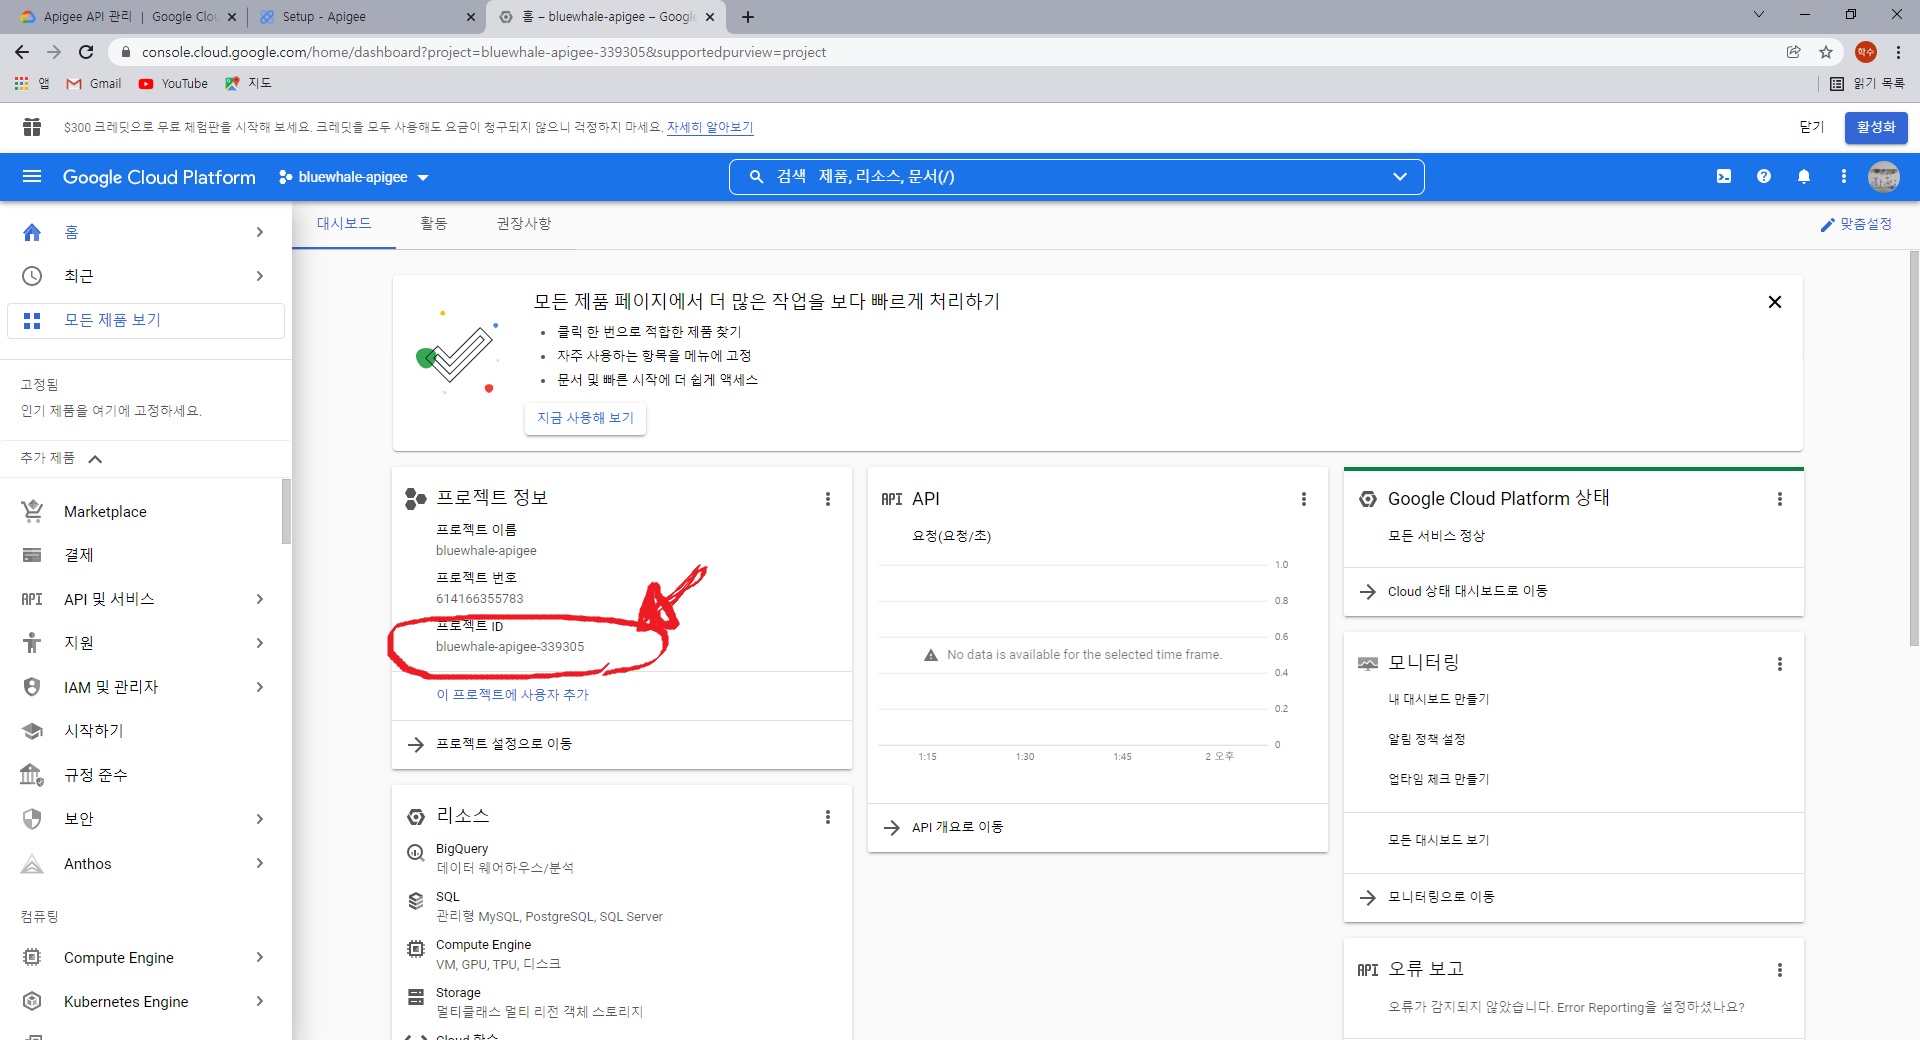 Apigee API 관리 | Google Clou
Setup - Apigee
홈 – bluewhale-apigee – Google
console.cloud.google.com/home/dashboard?project=bluewhale-apigee-339305&supportedpurview=project
학수
앱
Gmail
YouTube
지도
읽기 목록
$300 크레딧으로 무료 체험판을 시작해 보세요. 크레딧을 모두 사용해도 요금이 청구되지 않으니 걱정하지 마세요. 자세히 알아보기
닫기
활성화
Google Cloud Platform
bluewhale-apigee
검색 제품, 리소스, 문서(/)
홈
최근
모든 제품 보기
고정됨
인기 제품을 여기에 고정하세요.
추가 제품
Marketplace
결제
API API 및 서비스
지원
IAM 및 관리자
시작하기
규정 준수
보안
Anthos
컴퓨팅
Compute Engine
Kubernetes Engine
대시보드
활동
권장사항
맞춤설정
모든 제품 페이지에서 더 많은 작업을 보다 빠르게 처리하기
• 클릭 한 번으로 적합한 제품 찾기
• 자주 사용하는 항목을 메뉴에 고정
• 문서 및 빠른 시작에 더 쉽게 액세스
지금 사용해 보기
프로젝트 정보
프로젝트 이름
bluewhale-apigee
프로젝트 번호
614166355783
프로젝트 ID
bluewhale-apigee-339305
이 프로젝트에 사용자 추가
프로젝트 설정으로 이동
리소스
BigQuery
데이터 웨어하우스/분석
SQL
관리형 MySQL, PostgreSQL, SQL Server
Compute Engine
VM, GPU, TPU, 디스크
Storage
멀티클래스 멀티 리전 객체 스토리지
Cloud 함수
API API
요청(요청/초)
1.0
0.8
0.6
No data is available for the selected time frame.
0.4
0.2
0
1:15
1:30
1:45
2 오후
API 개요로 이동
Google Cloud Platform 상태
모든 서비스 정상
Cloud 상태 대시보드로 이동
모니터링
내 대시보드 만들기
알림 정책 설정
업타임 체크 만들기
모든 대시보드 보기
모니터링으로 이동
API 오류 보고
오류가 감지되지 않았습니다. Error Reporting을 설정하셨나요?